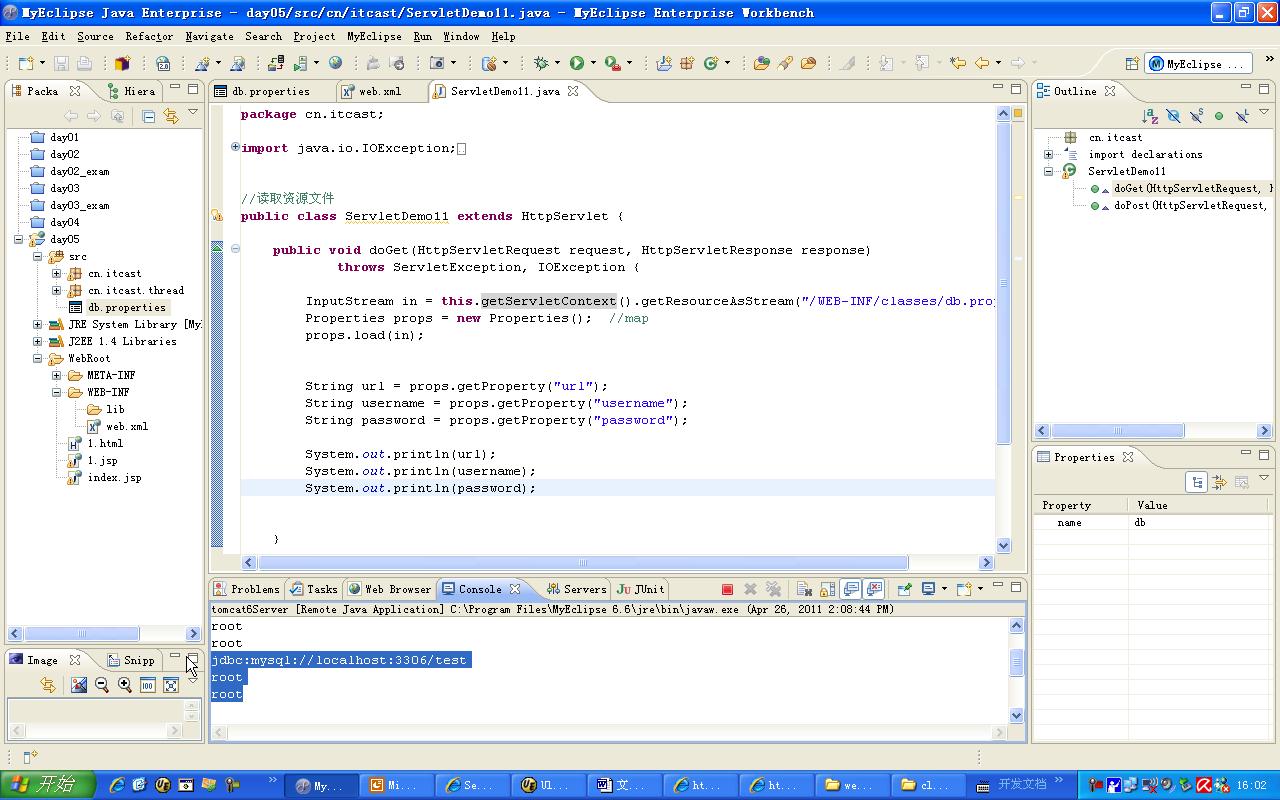 MyEclipse Java Enterprise - day05/src/cn/itcast/ServletDemo11.java - MyEclipse Enterprise Workbench
File Edit Source Refactor Navigate Search Project MyEclipse Run Window Help
MyEclipse ...
Packa
Hiera
day01
day02
day02_exam
day03
day03_exam
day04
day05
src
cn.itcast
cn.itcast.thread
db.properties
JRE System Library [My
J2EE 1.4 Libraries
WebRoot
META-INF
WEB-INF
lib
web.xml
1.html
1.jsp
index.jsp
Image
Snipp
100
db.properties
web.xml
ServletDemo11.java
package cn.itcast;
import java.io.IOException;
//读取资源文件
public class ServletDemo11 extends HttpServlet {
public void doGet(HttpServletRequest request, HttpServletResponse response)
throws ServletException, IOException {
InputStream in = this.getServletContext().getResourceAsStream("/WEB-INF/classes/db.pro
Properties props = new Properties(); //map
props.load(in);
String url = props.getProperty("url");
String username = props.getProperty("username");
String password = props.getProperty("password");
System.out.println(url);
System.out.println(username);
System.out.println(password);
}
Outline
cn.itcast
import declarations
ServletDemo11
doGet(HttpServletRequest, H
doPost(HttpServletRequest,
Properties
Property Value
name db
Problems
Tasks
Web Browser
Console
Servers
JUnit
tomcat6Server [Remote Java Application] C:\Program Files\MyEclipse 6.6\jre\bin\javaw.exe (Apr 26, 2011 2:08:44 PM)
root
root
jdbc:mysql://localhost:3306/test
root
root
开始
My...
Mi...
Se...
Ul...
文...
ht...
ht...
we...
cl...
开发文档
16:02